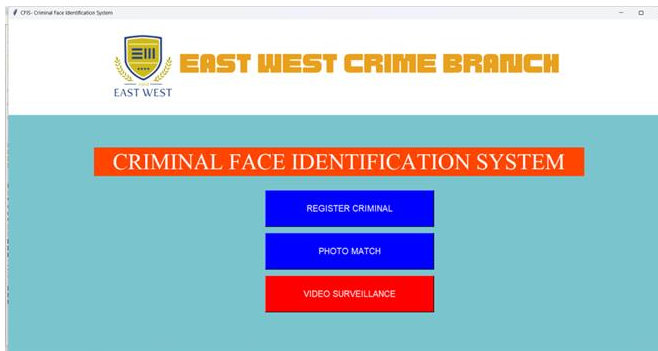 CFIS- Criminal Face Identification System
EAST WEST CRIME BRANCH
EAST WEST
CRIMINAL FACE IDENTIFICATION SYSTEM
REGISTER CRIMINAL
PHOTO MATCH
VIDEO SURVEILLANCE